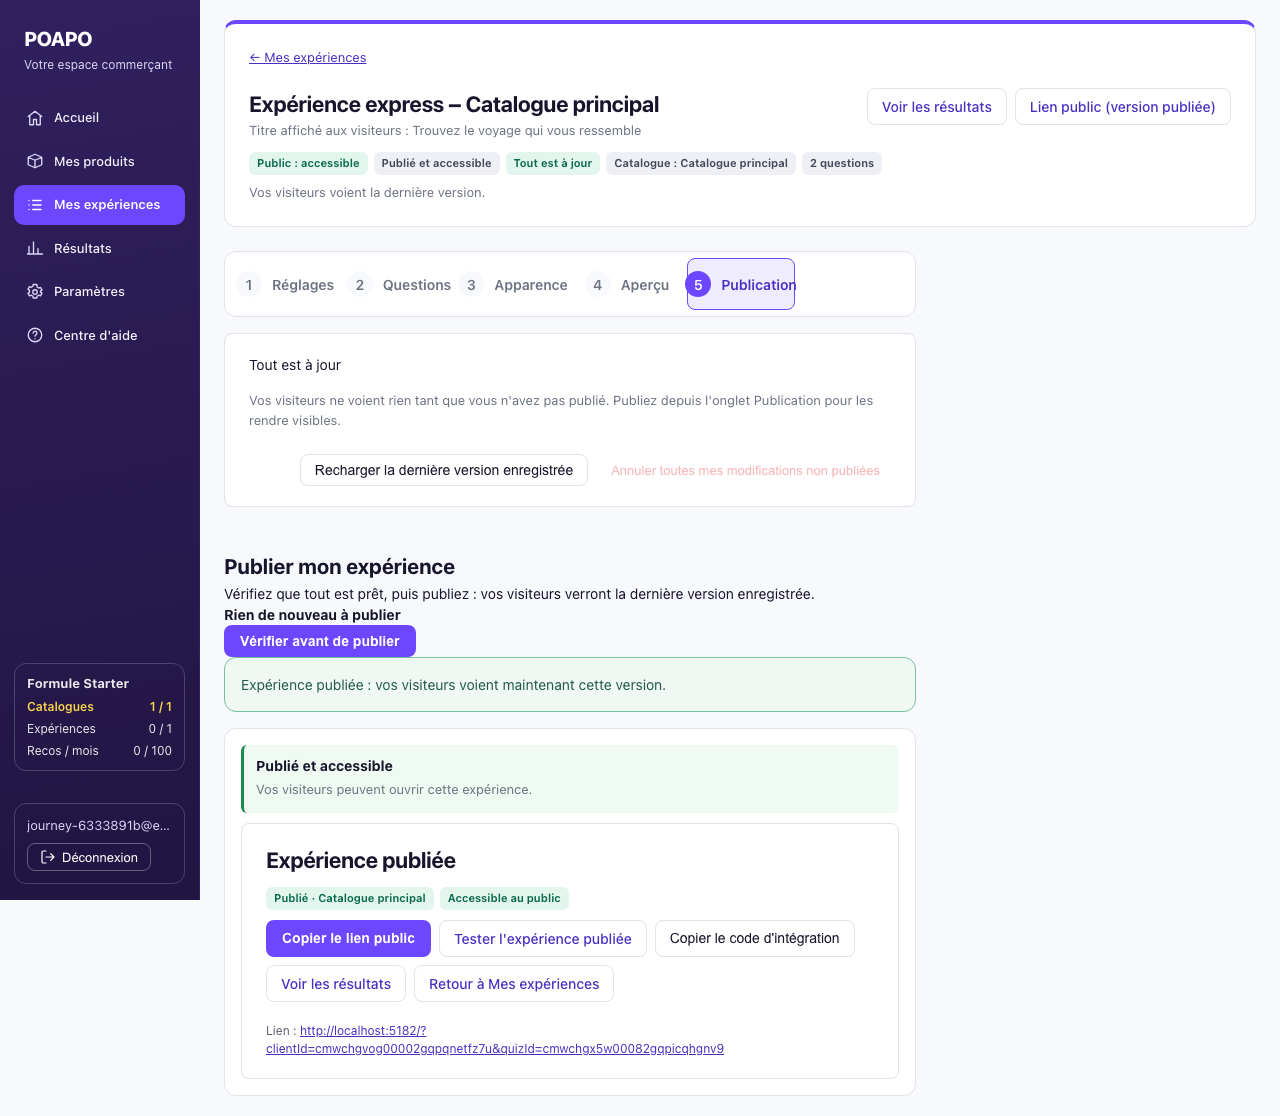 POAPO
Votre espace commerçant
Accueil
Mes produits
Mes expériences
Résultats
Paramètres
Centre d'aide
Formule Starter
Catalogues 1 / 1
Expériences 0 / 1
Recos / mois 0 / 100
journey-6333891b@e...
Déconnexion
← Mes expériences
Expérience express – Catalogue principal
Titre affiché aux visiteurs : Trouvez le voyage qui vous ressemble
Voir les résultats
Lien public (version publiée)
Public : accessible
Publié et accessible
Tout est à jour
Catalogue : Catalogue principal
2 questions
Vos visiteurs voient la dernière version.
1 Réglages
2 Questions
3 Apparence
4 Aperçu
5 Publication
Tout est à jour
Vos visiteurs ne voient rien tant que vous n'avez pas publié. Publiez depuis l'onglet Publication pour les
rendre visibles.
Recharger la dernière version enregistrée
Annuler toutes mes modifications non publiées
Publier mon expérience
Vérifiez que tout est prêt, puis publiez : vos visiteurs verront la dernière version enregistrée.
Rien de nouveau à publier
Vérifier avant de publier
Expérience publiée : vos visiteurs voient maintenant cette version.
Publié et accessible
Vos visiteurs peuvent ouvrir cette expérience.
Expérience publiée
Publié · Catalogue principal
Accessible au public
Copier le lien public
Tester l'expérience publiée
Copier le code d'intégration
Voir les résultats
Retour à Mes expériences
Lien : http://localhost:5182/?
clientId=cmwchgvog00002gqpqnetfz7u&quizId=cmwchgx5w00082gqpicqhgnv9